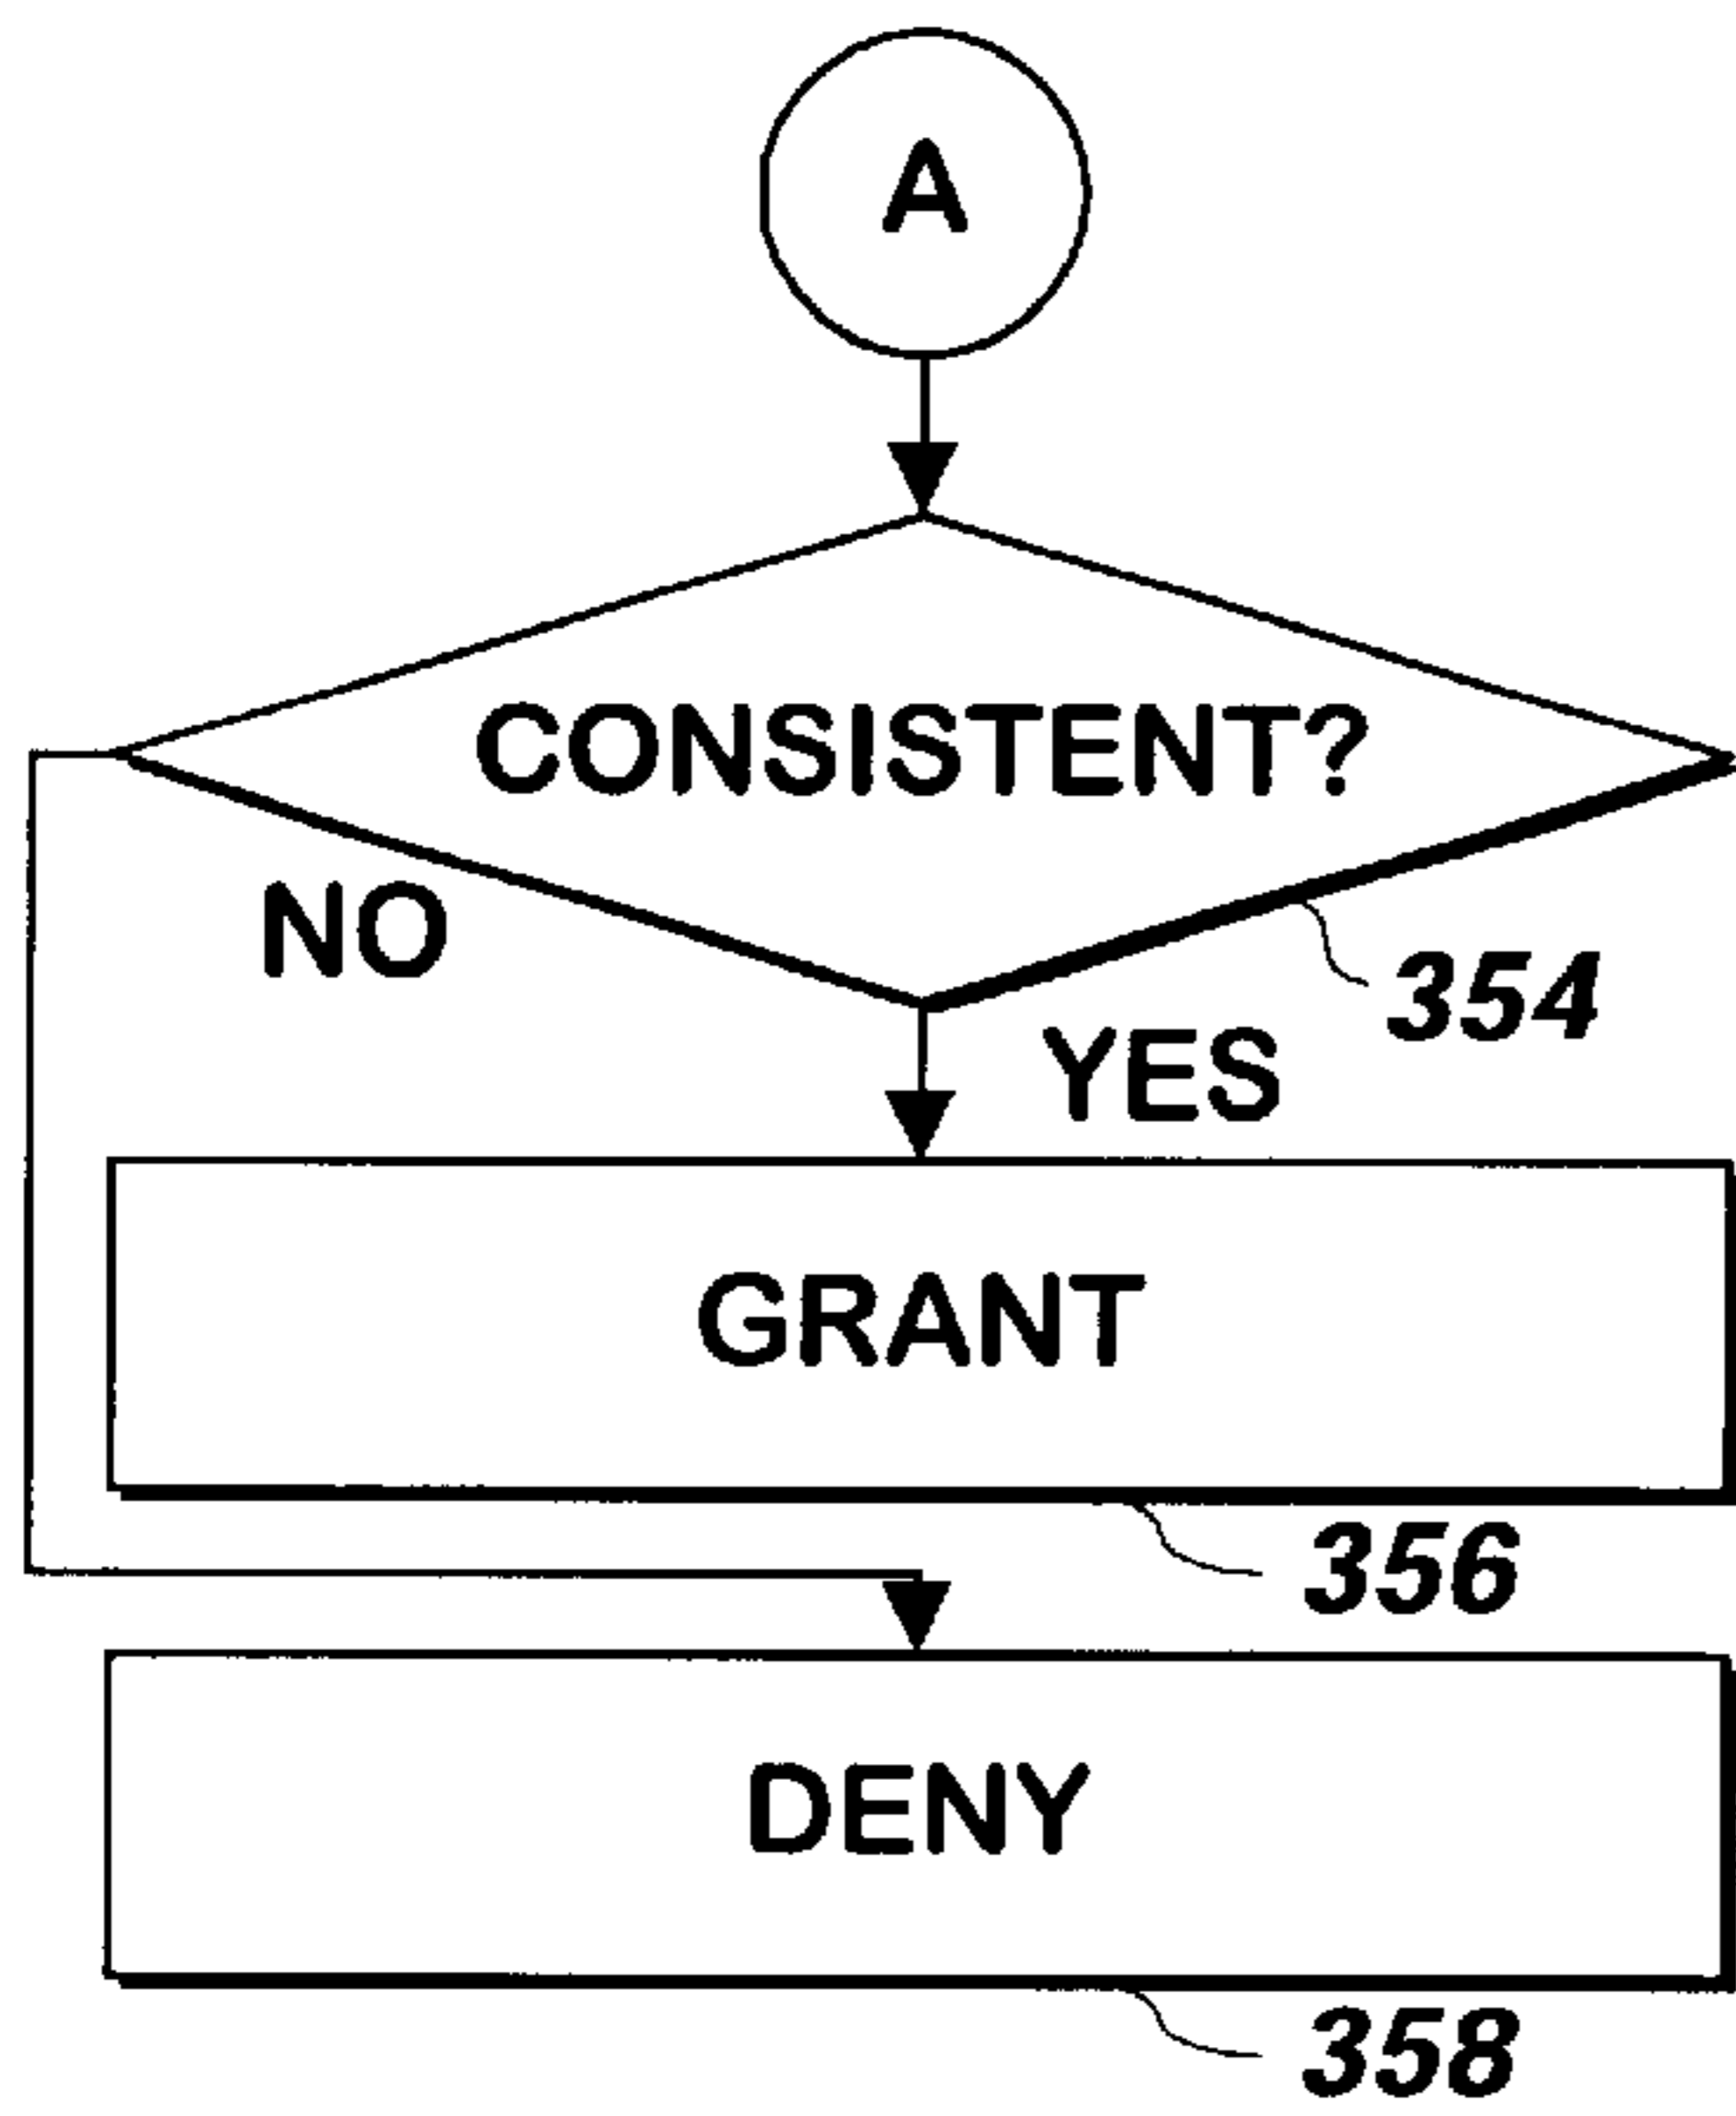 A
CONSISTENT?
NO
354
YES
GRANT
356
DENY
358